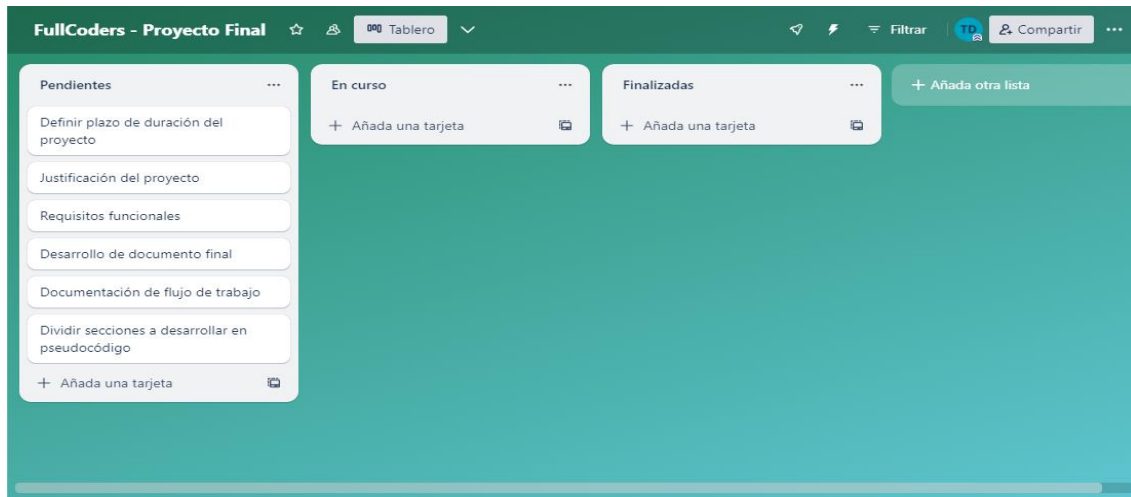 FullCoders - Proyecto Final
Tablero
Filtrar
TD
Compartir
Pendientes
Definir plazo de duración del
proyecto
Justificación del proyecto
Requisitos funcionales
Desarrollo de documento final
Documentación de flujo de trabajo
Dividir secciones a desarrollar en
pseudocódigo
+ Añada una tarjeta
En curso
+ Añada una tarjeta
Finalizadas
+ Añada una tarjeta
+ Añada otra lista